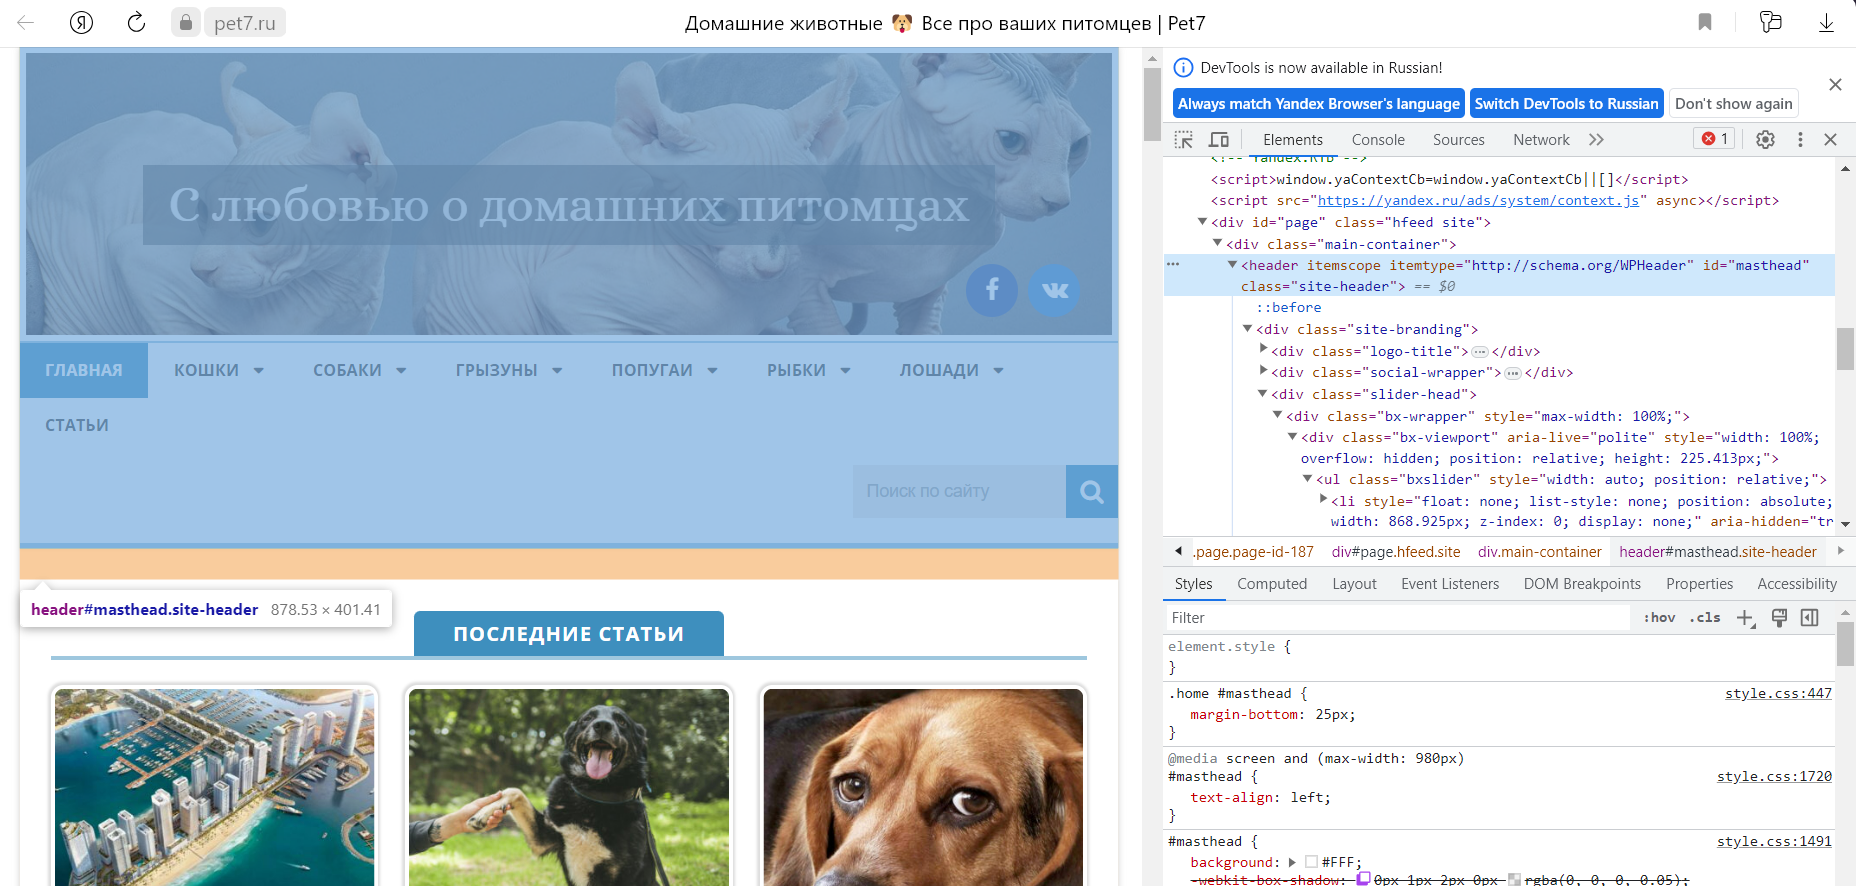 Я
pet7.ru
Домашние животные 🐶 Все про ваших питомцев | Pet7
С любовью о домашних питомцах
ГЛАВНАЯ
КОШКИ
СОБАКИ
ГРЫЗУНЫ
ПОПУГАИ
РЫБКИ
ЛОШАДИ
СТАТЬИ
Поиск по сайту
header#masthead.site-header 878.53 × 401.41
ПОСЛЕДНИЕ СТАТЬИ
DevTools is now available in Russian!
Always match Yandex Browser's language
Switch DevTools to Russian
Don't show again
Elements
Console
Sources
Network
1
<!-- Yandex.RTB -->
<script>window.yaContextCb=window.yaContextCb||[]</script>
<script src="https://yandex.ru/ads/system/context.js" async></script>
<div id="page" class="hfeed site">
<div class="main-container">
<header itemscope itemtype="http://schema.org/WPHeader" id="masthead"
class="site-header"> == $0
::before
<div class="site-branding">
<div class="logo-title">…</div>
<div class="social-wrapper">…</div>
<div class="slider-head">
<div class="bx-wrapper" style="max-width: 100%;">
<div class="bx-viewport" aria-live="polite" style="width: 100%;
overflow: hidden; position: relative; height: 225.413px;">
<ul class="bxslider" style="width: auto; position: relative;">
<li style="float: none; list-style: none; position: absolute;
width: 868.925px; z-index: 0; display: none;" aria-hidden="tr
.page.page-id-187
div#page.hfeed.site
div.main-container
header#masthead.site-header
Styles
Computed
Layout
Event Listeners
DOM Breakpoints
Properties
Accessibility
Filter
:hov
.cls
element.style {
}
.home #masthead {
style.css:447
margin-bottom: 25px;
}
@media screen and (max-width: 980px)
#masthead {
style.css:1720
text-align: left;
}
#masthead {
style.css:1491
background: #FFF;
-webkit-box-shadow: 0px 1px 2px 0px rgba(0, 0, 0, 0.05);